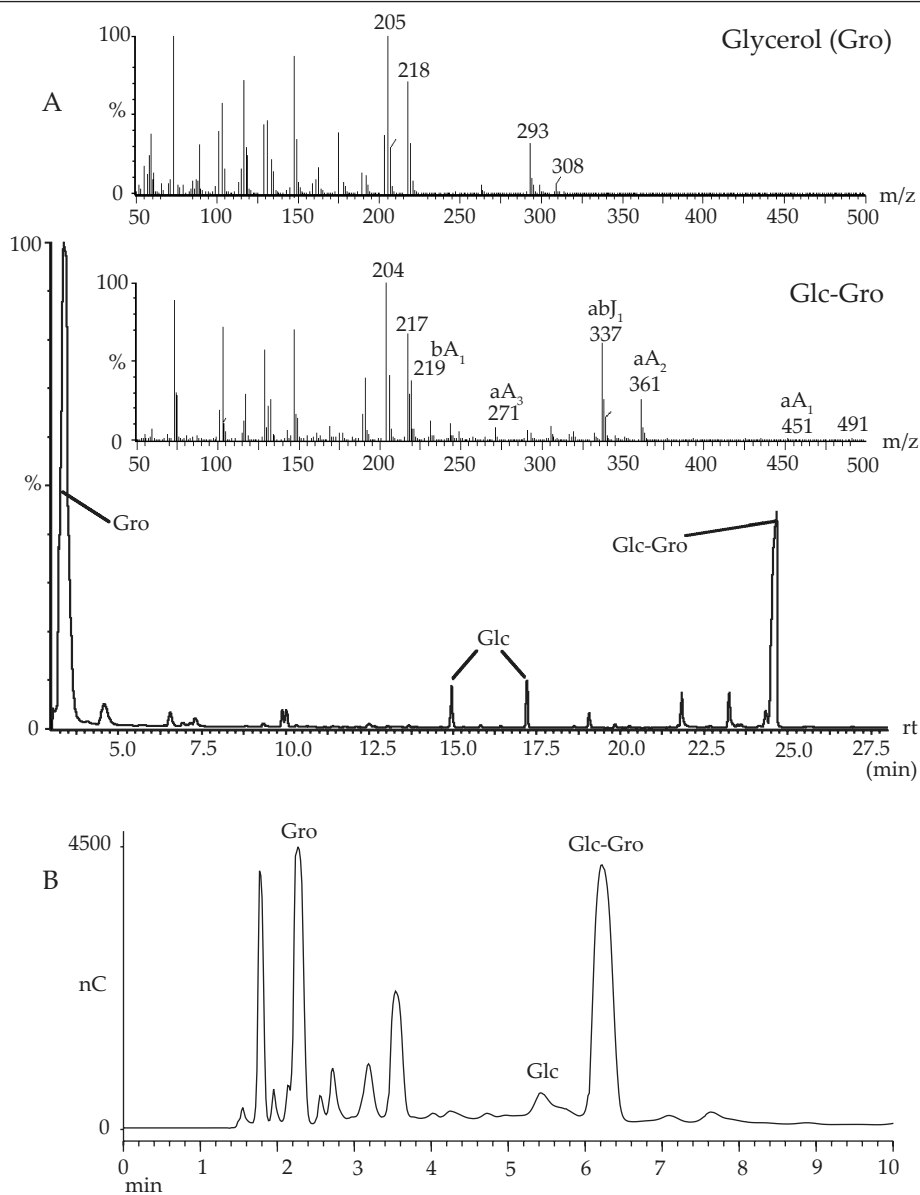 205
100
Glycerol (Gro)
218
A
%
293
308
0
50 100 150 200 250 300 350 400 450 500 m/z
100
204
100
Glc-Gro
abJ1
217
337
bA1
219
%
aA2
361
aA3
271
aA1
451
491
0
50 100 150 200 250 300 350 400 450 500 m/z
%
Gro
Glc-Gro
Glc
0
rt
5.0 7.5 10.0 12.5 15.0 17.5 20.0 22.5 25.0 27.5
(min)
4500
Gro
Glc-Gro
B
nC
Glc
0
0 1 2 3 4 5 6 7 8 9 10
min